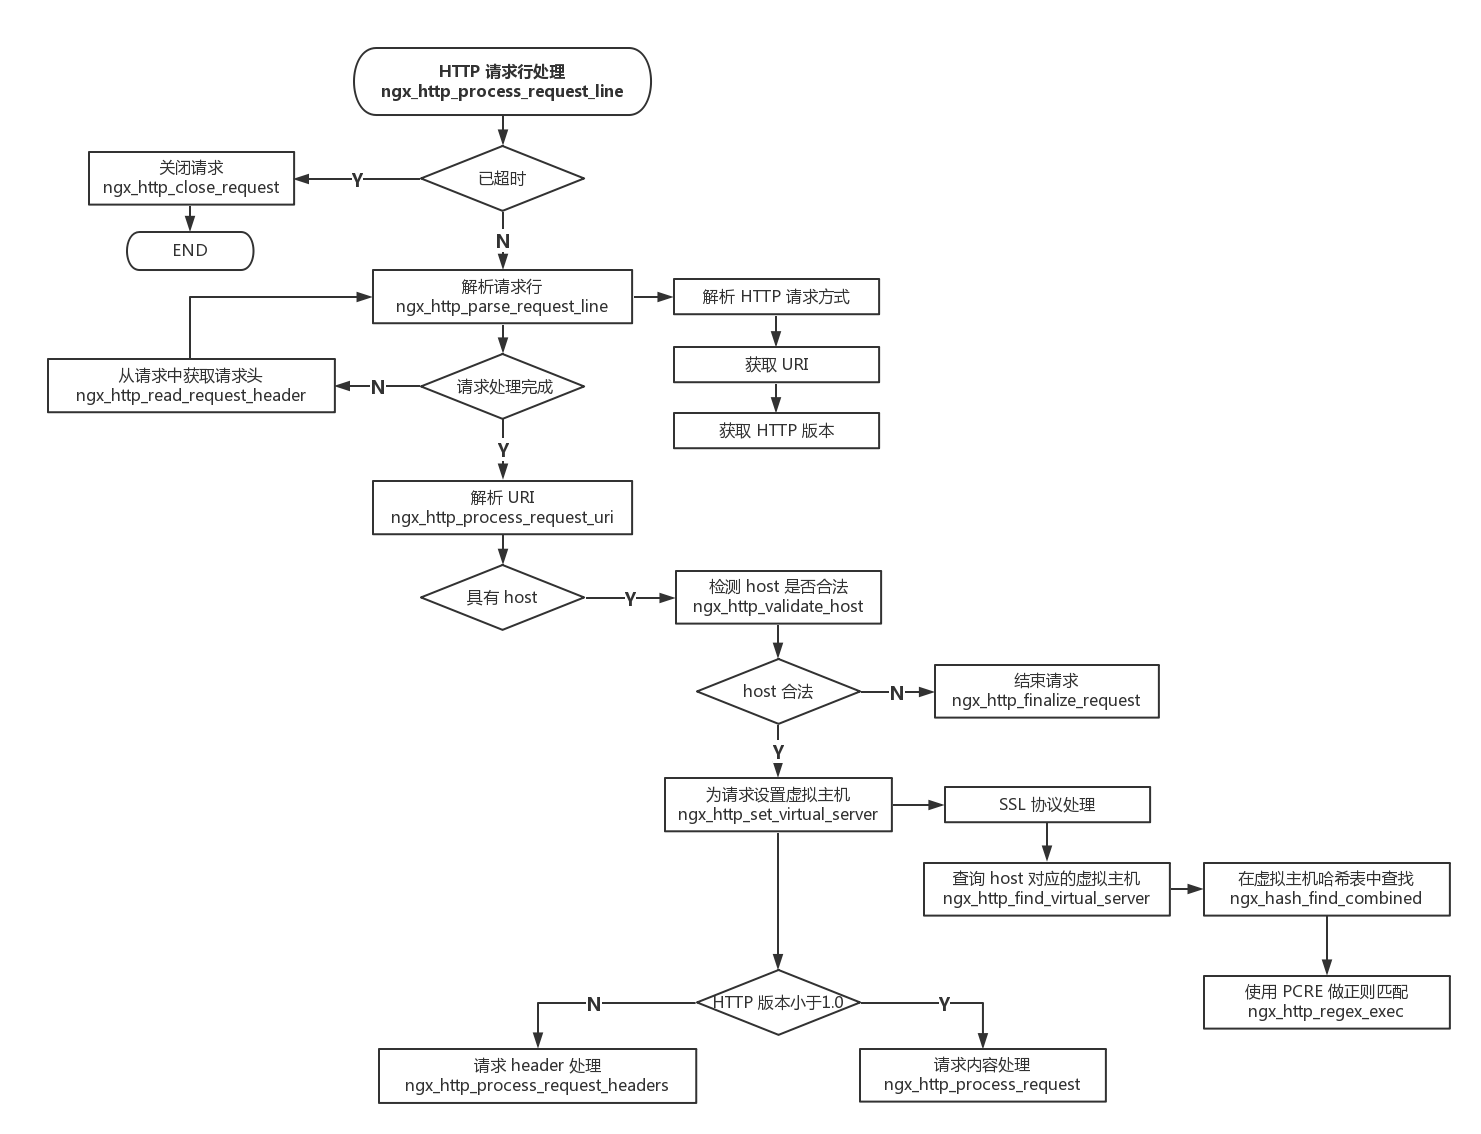 HTTP 请求行处理
ngx_http_process_request_line
已超时
Y
关闭请求
ngx_http_close_request
END
N
解析请求行
ngx_http_parse_request_line
解析 HTTP 请求方式
获取 URI
获取 HTTP 版本
请求处理完成
N
从请求中获取请求头
ngx_http_read_request_header
Y
解析 URI
ngx_http_process_request_uri
具有 host
Y
检测 host 是否合法
ngx_http_validate_host
host 合法
N
结束请求
ngx_http_finalize_request
Y
为请求设置虚拟主机
ngx_http_set_virtual_server
SSL 协议处理
查询 host 对应的虚拟主机
ngx_http_find_virtual_server
在虚拟主机哈希表中查找
ngx_hash_find_combined
使用 PCRE 做正则匹配
ngx_http_regex_exec
HTTP 版本小于1.0
N
Y
请求 header 处理
ngx_http_process_request_headers
请求内容处理
ngx_http_process_request